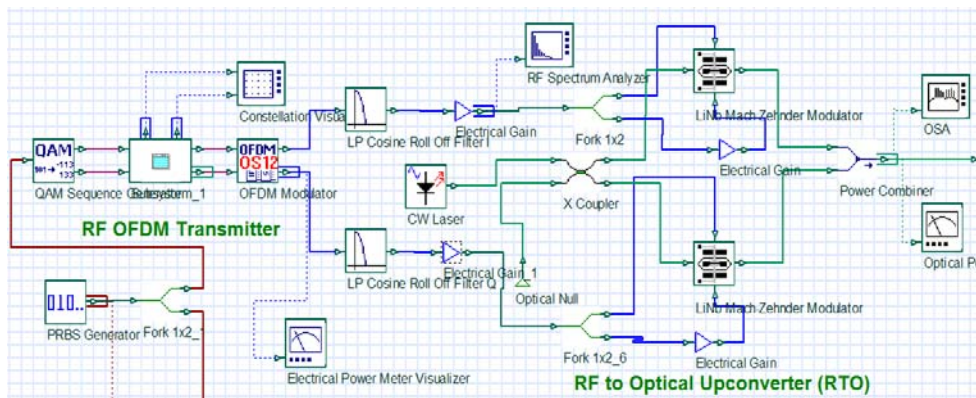 RF Spectrum Analyzer
Constellation Visua
LiNb Mach Zehnder Modulator
OSA
LP Cosine Roll Off Filter I
Electrical Gain
Fork 1x2
QAM
OFDM
OS12
Electrical Gain
Power Combiner
QAM Sequence
Subsystem_1
OFDM Modulator
CW Laser
X Coupler
RF OFDM Transmitter
LP Cosine Roll Off Filter Q
Electrical Gain_1
Optical Null
Optical Po
LiNb Mach Zehnder Modulator
PRBS Generator
Fork 1x2_1
Electrical Power Meter Visualizer
Fork 1x2_6
Electrical Gain
RF to Optical Upconverter (RTO)